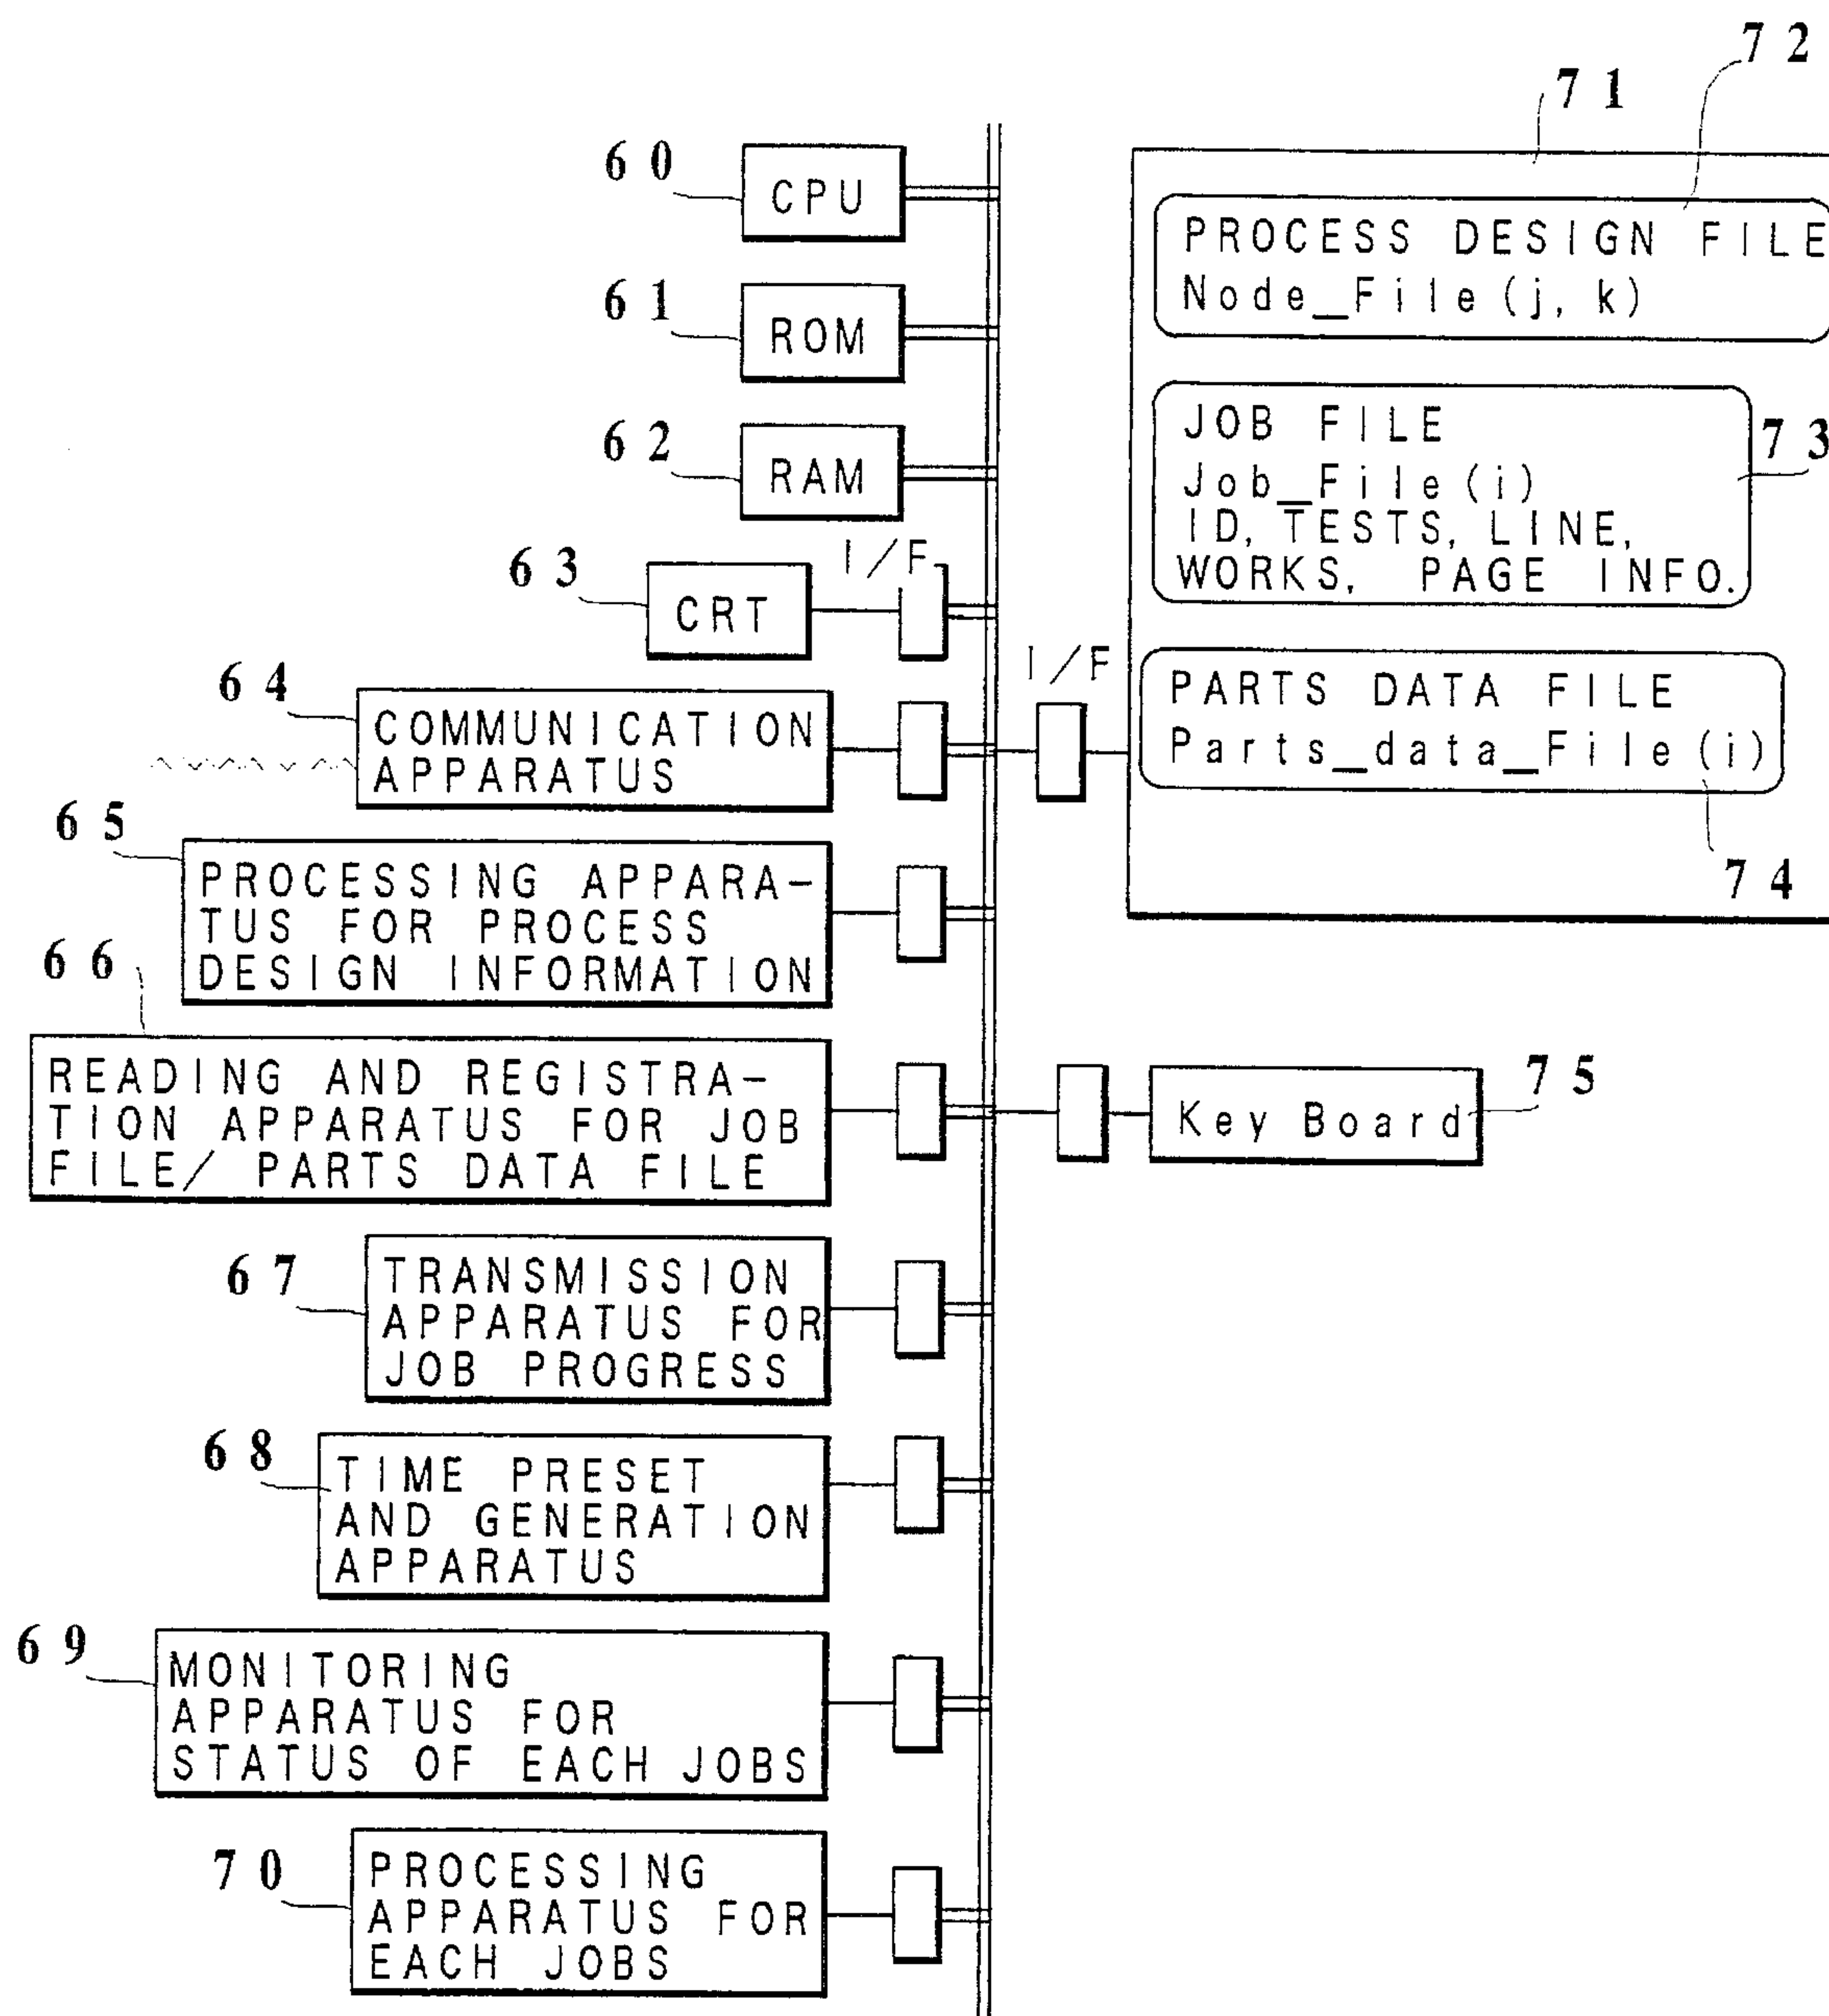 60
CPU
61
ROM
62
RAM
63
CRT
I/F
64
COMMUNICATION
APPARATUS
65
PROCESSING APPARA-
TUS FOR PROCESS
DESIGN INFORMATION
66
READING AND REGISTRA-
TION APPARATUS FOR JOB
FILE/ PARTS DATA FILE
67
TRANSMISSION
APPARATUS FOR
JOB PROGRESS
68
TIME PRESET
AND GENERATION
APPARATUS
69
MONITORING
APPARATUS FOR
STATUS OF EACH JOBS
70
PROCESSING
APPARATUS FOR
EACH JOBS
71
72
PROCESS DESIGN FILE
Node_File(j, k)
JOB FILE
Job_File(i)
ID, TESTS, LINE,
WORKS, PAGE INFO.
73
I/F
PARTS DATA FILE
Parts_data_File(i)
74
Key Board
75